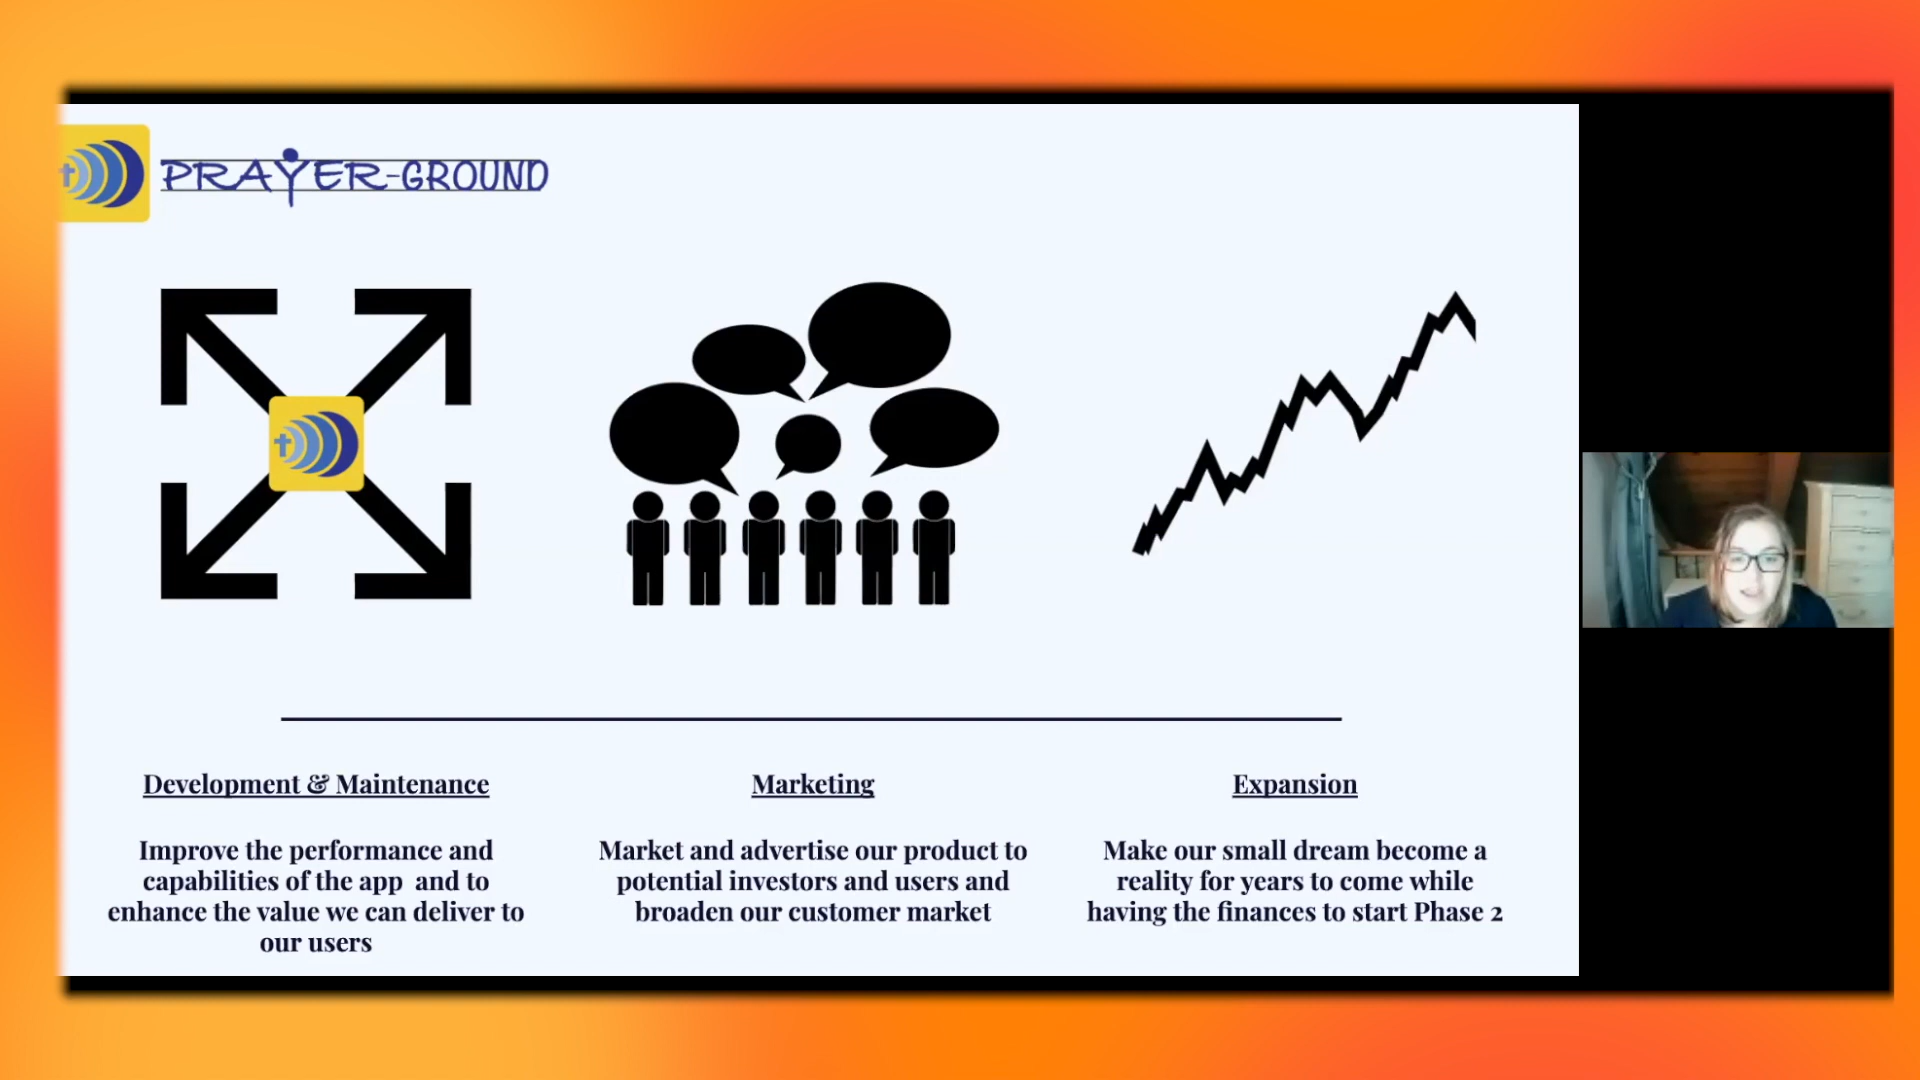 PRAYER-GROUND
Development & Maintenance
Improve the performance and
capabilities of the app and to
enhance the value we can deliver to
our users
Marketing
Market and advertise our product to
potential investors and users and
broaden our customer market
Expansion
Make our small dream become a
reality for years to come while
having the finances to start Phase 2